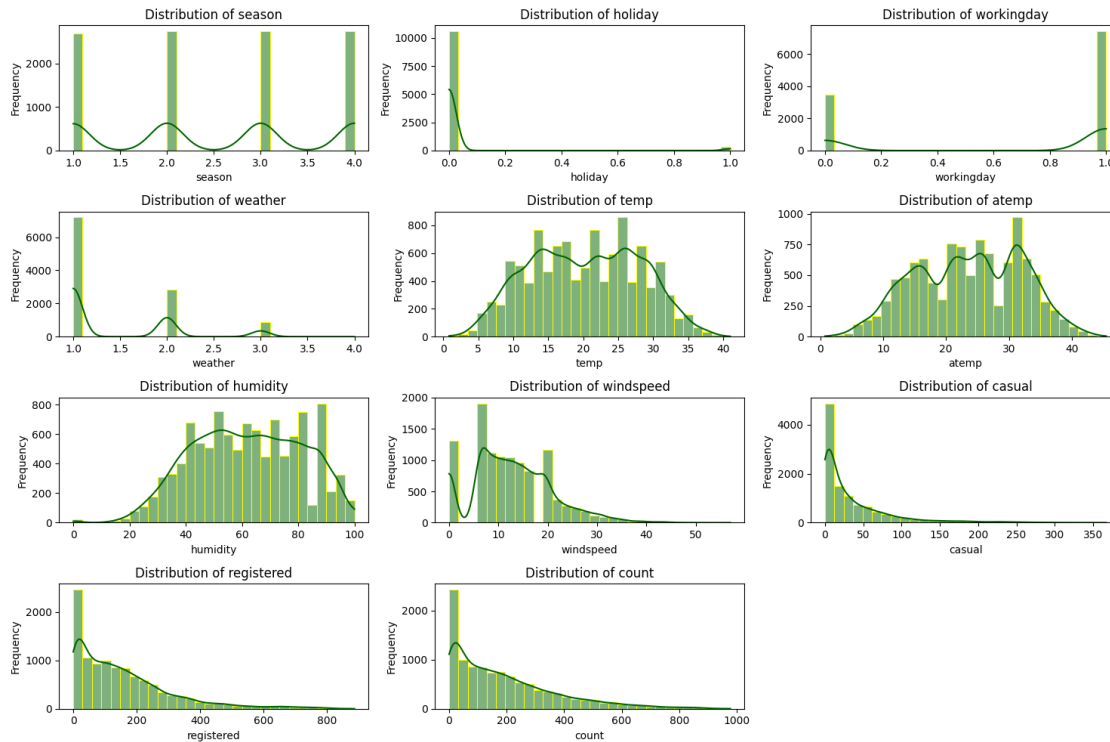 Distribution of season
Frequency
2000
1000
0
1.0 1.5 2.0 2.5 3.0 3.5 4.0
season
Distribution of holiday
Frequency
10000
7500
5000
2500
0
0.0 0.2 0.4 0.6 0.8 1.0
holiday
Distribution of workingday
Frequency
6000
4000
2000
0
0.0 0.2 0.4 0.6 0.8 1.0
workingday
Distribution of weather
Frequency
6000
4000
2000
0
1.0 1.5 2.0 2.5 3.0 3.5 4.0
weather
Distribution of temp
Frequency
800
600
400
200
0
0 5 10 15 20 25 30 35 40
temp
Distribution of atemp
Frequency
1000
750
500
250
0
0 10 20 30 40
atemp
Distribution of humidity
Frequency
800
600
400
200
0
0 20 40 60 80 100
humidity
Distribution of windspeed
Frequency
2000
1500
1000
500
0
0 10 20 30 40 50
windspeed
Distribution of casual
Frequency
4000
2000
0
0 50 100 150 200 250 300 350
casual
Distribution of registered
Frequency
2000
1000
0
0 200 400 600 800
registered
Distribution of count
Frequency
2000
1000
0
0 200 400 600 800 1000
count